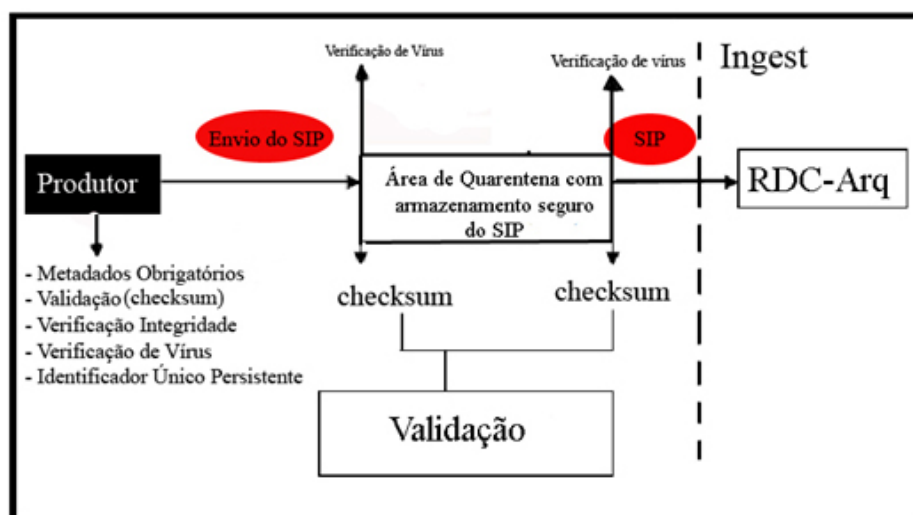 Verificação de Vírus
Verificação de vírus
Ingest
Envio do SIP
SIP
Produtor
Área de Quarentena com
armazenamento seguro
do SIP
RDC-Arq
- Metadados Obrigatórios
- Validação(checksum)
- Verificação Integridade
- Verificação de Vírus
- Identificador Único Persistente
checksum
checksum
Validação